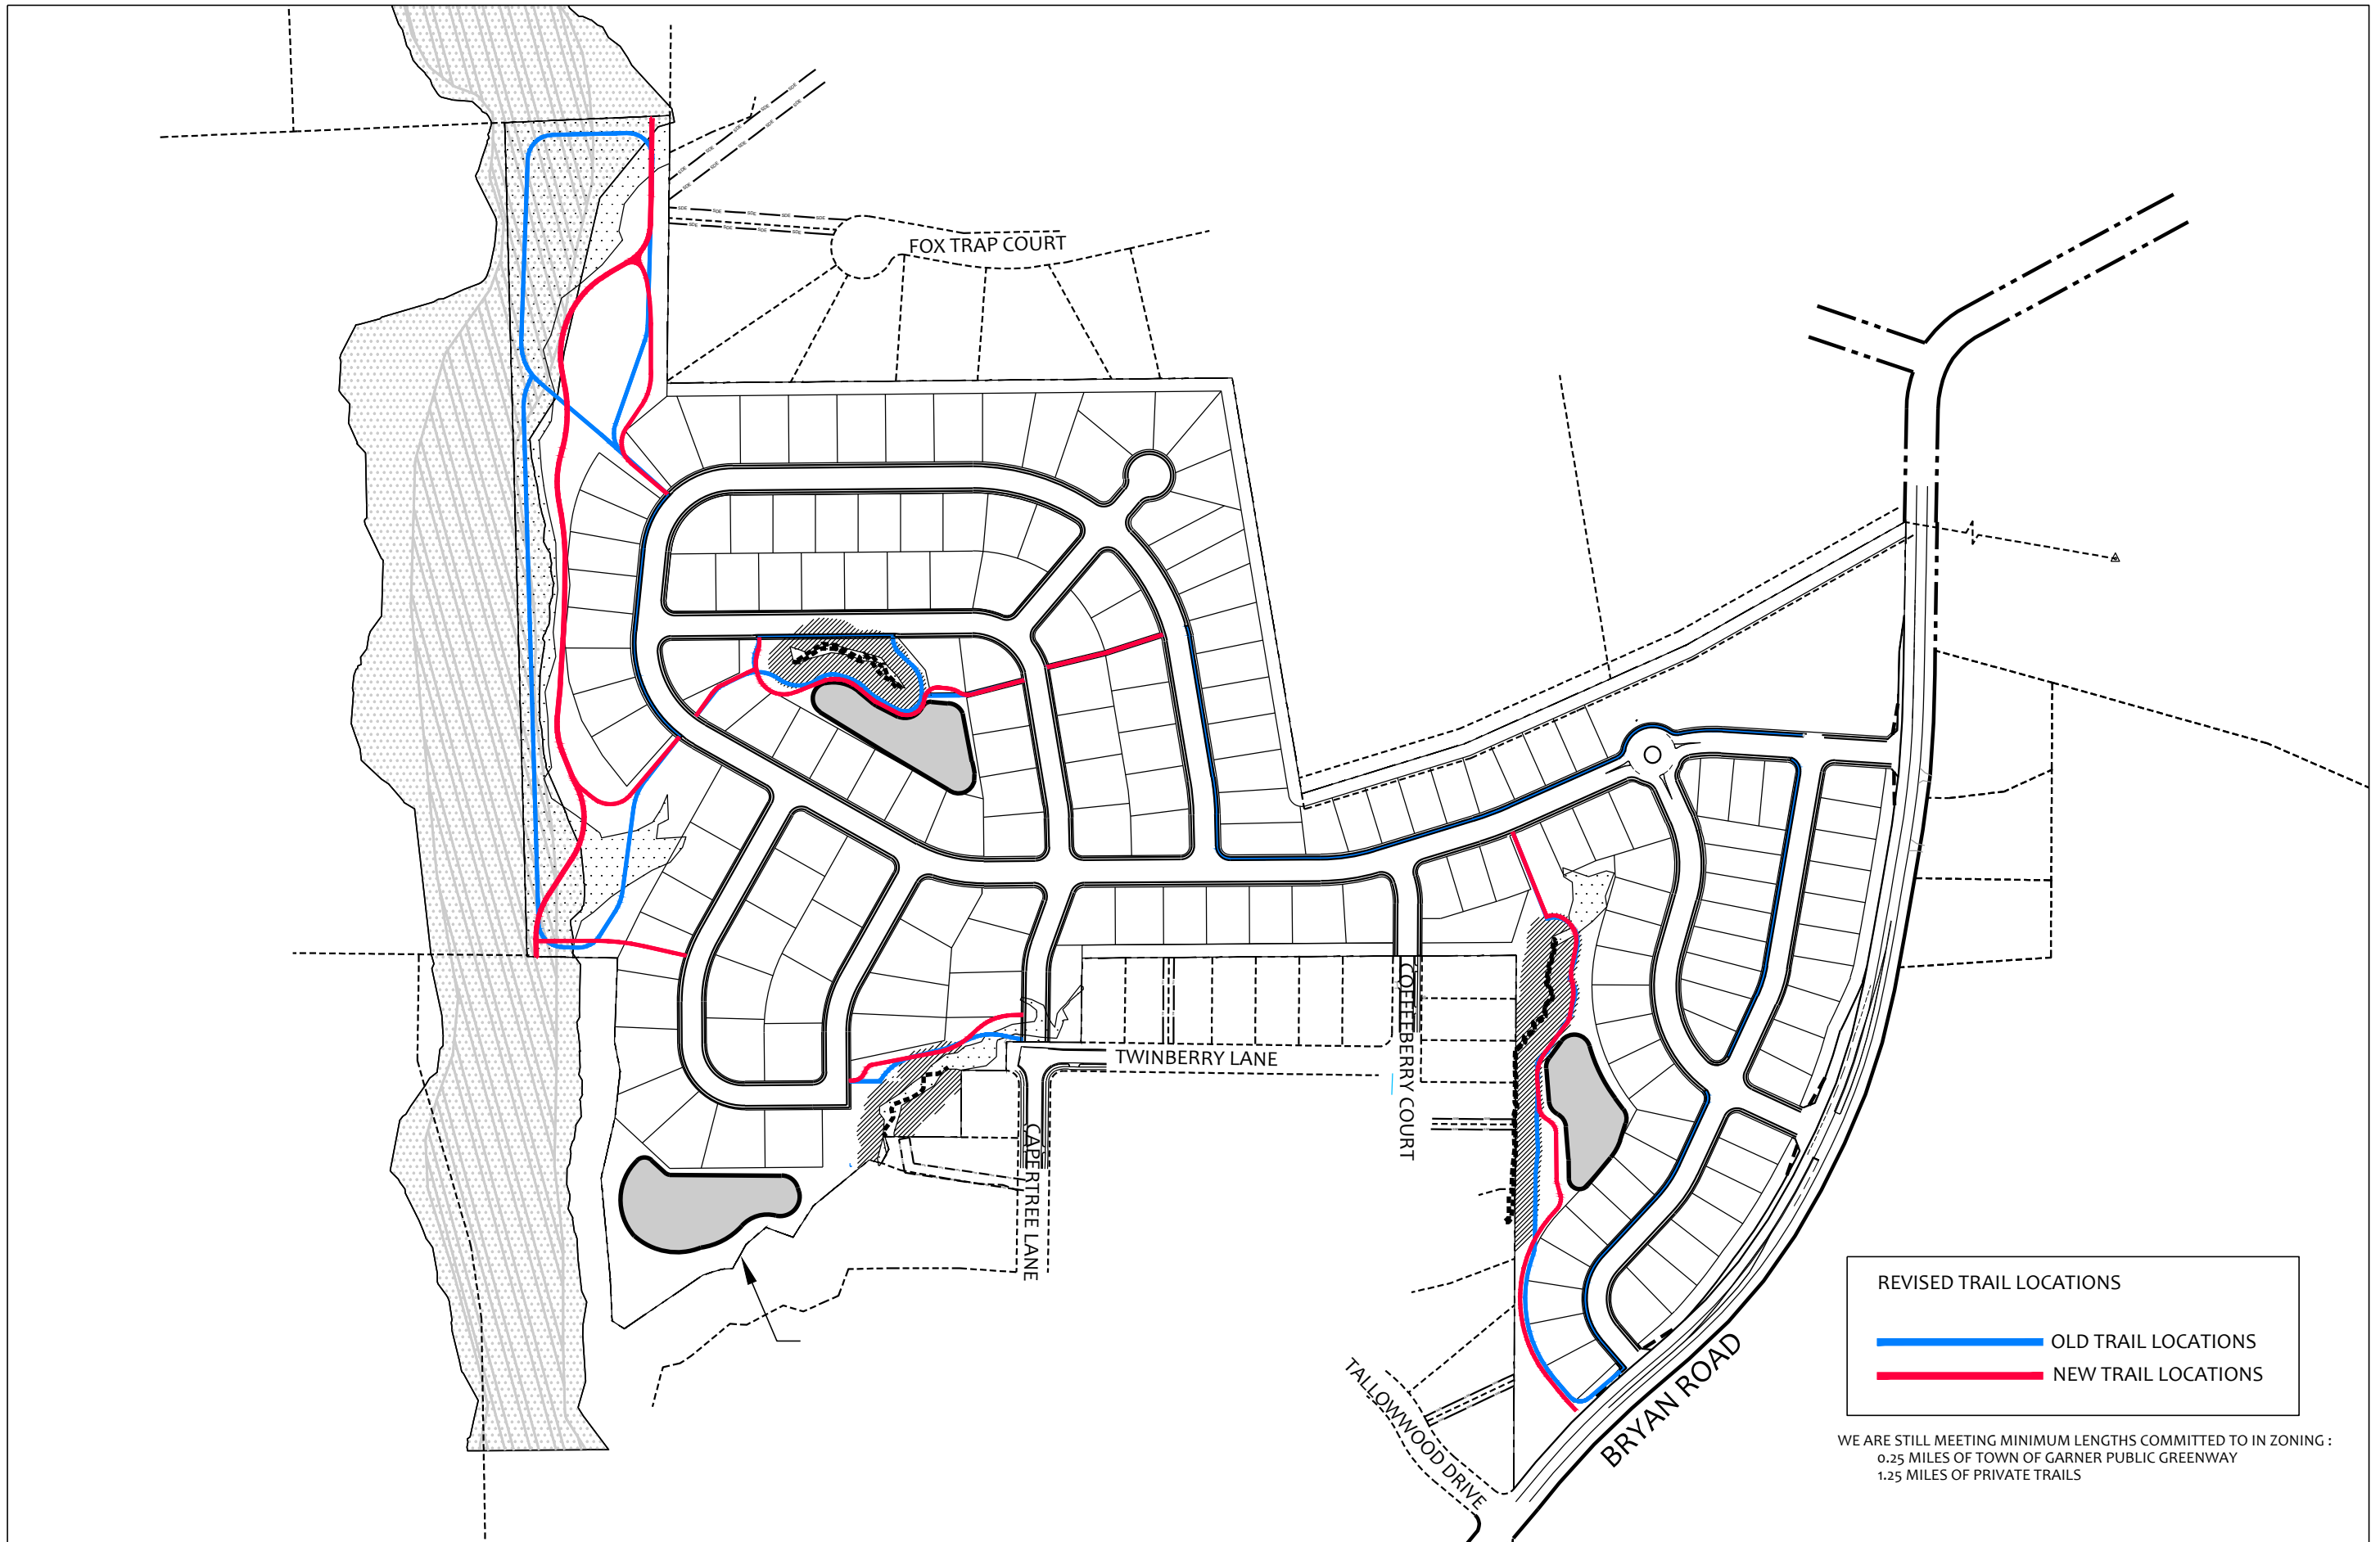 FOX TRAP COURT
TWINBERRY LANE
COFFEEBERRY COURT
CAPERTREE LANE
TALLOWWOOD DRIVE
BRYAN ROAD
REVISED TRAIL LOCATIONS
OLD TRAIL LOCATIONS
NEW TRAIL LOCATIONS
WE ARE STILL MEETING MINIMUM LENGTHS COMMITTED TO IN ZONING :
0.25 MILES OF TOWN OF GARNER PUBLIC GREENWAY
1.25 MILES OF PRIVATE TRAILS